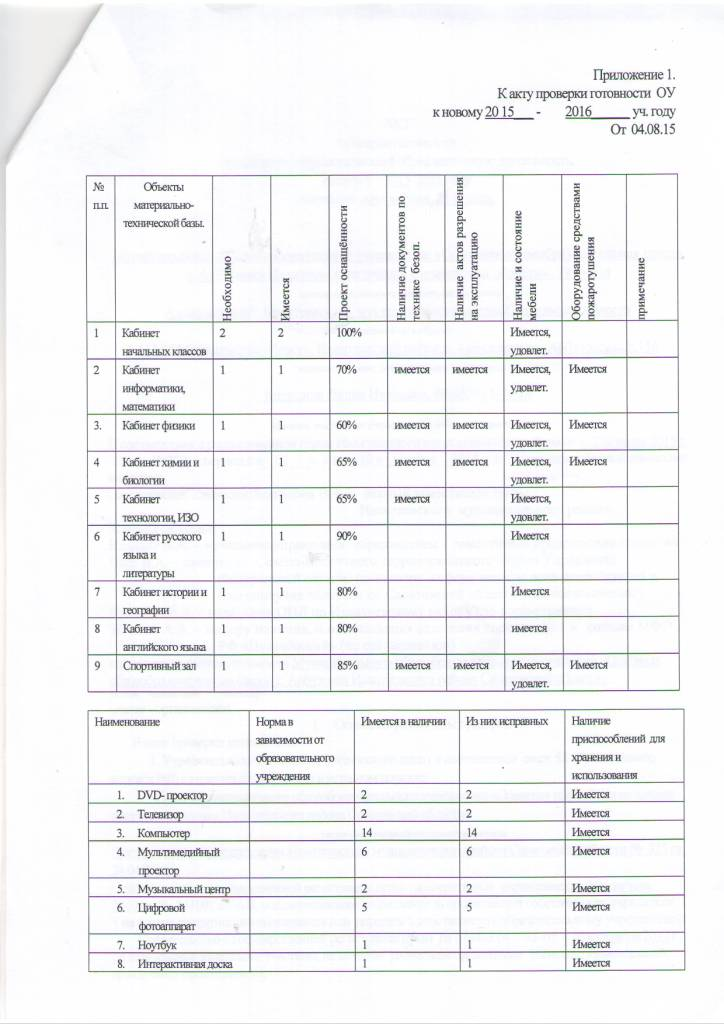 Приложение 1.
К акту проверки готовности ОУ
к новому 20 15___ - 2016______ уч. году
От 04.08.15
№ п.п. | Объекты материально-технической базы. | Необходимо | Имеется | Проект оснащённости | Наличие документов по технике безоп. | Наличие актов разрешения на эксплуатацию | Наличие и состояние мебели | Оборудование средствами пожаротушения | примечание
1 | Кабинет начальных классов | 2 | 2 | 100% | | | Имеется, удовлет. | |
2 | Кабинет информатики, математики | 1 | 1 | 70% | имеется | имеется | Имеется, удовлет. | Имеется |
3. | Кабинет физики | 1 | 1 | 60% | имеется | имеется | Имеется, удовлет. | Имеется |
4 | Кабинет химии и биологии | 1 | 1 | 65% | имеется | имеется | Имеется, удовлет. | Имеется |
5 | Кабинет технологии, ИЗО | 1 | 1 | 65% | имеется | | Имеется, удовлет. | |
6 | Кабинет русского языка и литературы | 1 | 1 | 90% | | | Имеется | |
7 | Кабинет истории и географии | 1 | 1 | 80% | | | Имеется | |
8 | Кабинет английского языка | 1 | 1 | 80% | | | имеется | |
9 | Спортивный зал | 1 | 1 | 85% | имеется | имеется | Имеется, удовлет. | Имеется |
Наименование | Норма в зависимости от образовательного учреждения | Имеется в наличии | Из них исправных | Наличие приспособлений для хранения и использования
1. DVD- проектор | | 2 | 2 | Имеется
2. Телевизор | | 2 | 2 | Имеется
3. Компьютер | | 14 | 14 | Имеется
4. Мультимедийный проектор | | 6 | 6 | Имеется
5. Музыкальный центр | | 2 | 2 | Имеется
6. Цифровой фотоаппарат | | 5 | 5 | Имеется
7. Ноутбук | | 1 | 1 | Имеется
8. Интерактивная доска | | 1 | 1 | Имеется